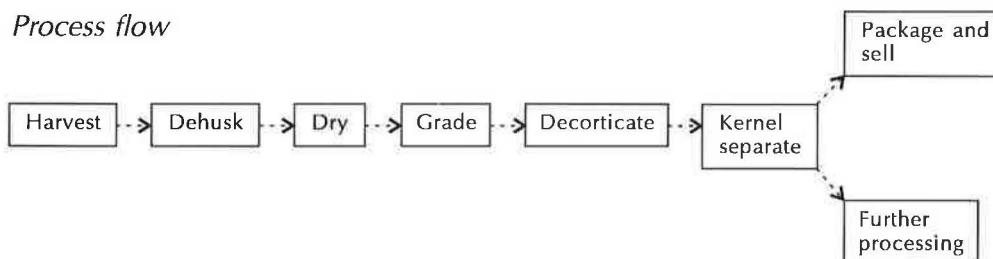 Process flow
Package and
sell
Harvest
Dehusk
Dry
Grade
Decorticate
Kernel
separate
Further
processing